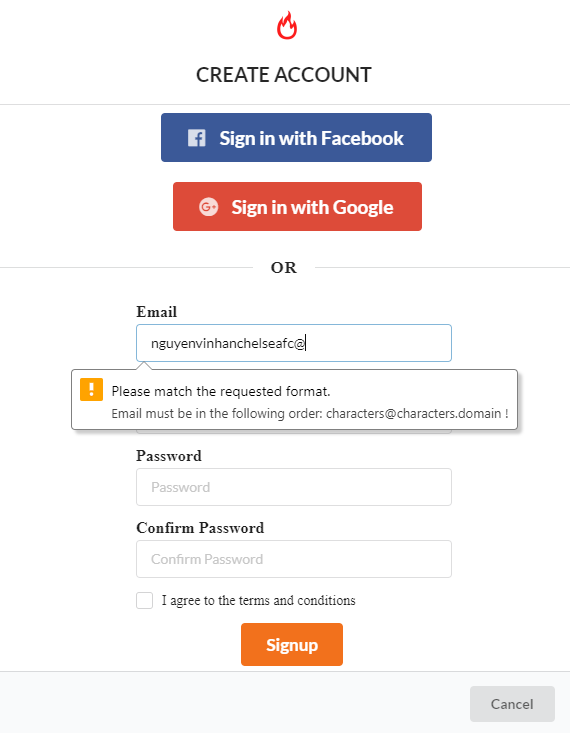 CREATE ACCOUNT
Sign in with Facebook
G+ Sign in with Google
OR
Email
nguyenvinhanchelseafc@
! Please match the requested format.
Email must be in the following order: characters@characters.domain !
Password
Password
Confirm Password
Confirm Password
I agree to the terms and conditions
Signup
Cancel